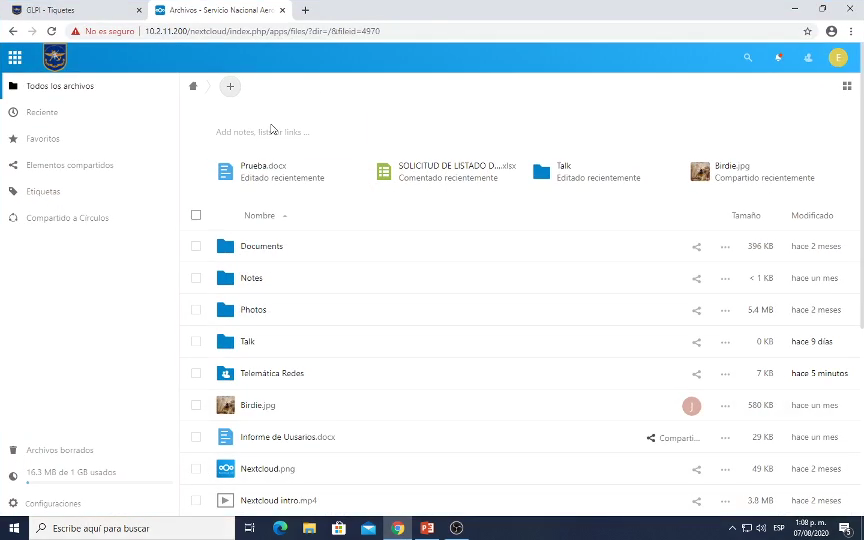 GLPI - Tiquetes
Archivos - Servicio Nacional Aero
No es seguro | 10.2.11.200/nextcloud/index.php/apps/files/?dir=/&fileid=4970
E
Todos los archivos
Reciente
Favoritos
Elementos compartidos
Etiquetas
Compartido a Círculos
Add notes, lists or links ...
Prueba.docx
Editado recientemente
SOLICITUD DE LISTADO D....xlsx
Comentado recientemente
Talk
Editado recientemente
Birdie.jpg
Compartido recientemente
Nombre Tamaño Modificado
Documents 396 KB hace 2 meses
Notes < 1 KB hace un mes
Photos 5.4 MB hace 2 meses
Talk 0 KB hace 9 días
Telemática Redes 7 KB hace 5 minutos
Birdie.jpg J 580 KB hace un mes
Informe de Uusarios.docx Comparti... 29 KB hace un mes
Nextcloud.png 49 KB hace 2 meses
Nextcloud intro.mp4 3.8 MB hace 2 meses
Archivos borrados
16.3 MB de 1 GB usados
Configuraciones
Escribe aquí para buscar
ESP
1:08 p. m.
07/08/2020
5